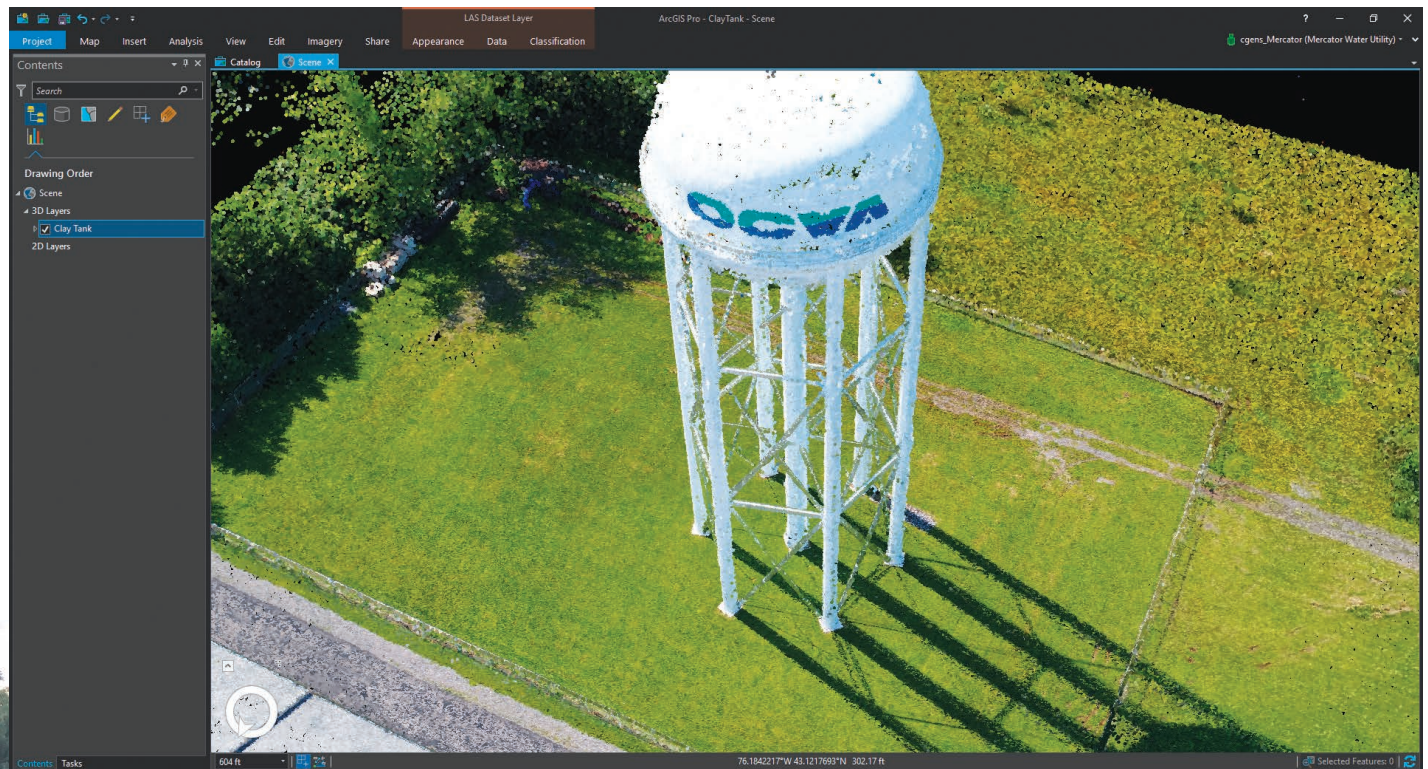 LAS Dataset Layer
ArcGIS Pro - ClayTank - Scene
?
Project Map Insert Analysis View Edit Imagery Share Appearance Data Classification
cgens_Mercator (Mercator Water Utility)
Contents
Catalog
Scene
Search
Drawing Order
Scene
3D Layers
Clay Tank
2D Layers
OCWA
Contents Tasks
604 ft
76.1842217°W 43.1217693°N 302.17 ft
Selected Features: 0